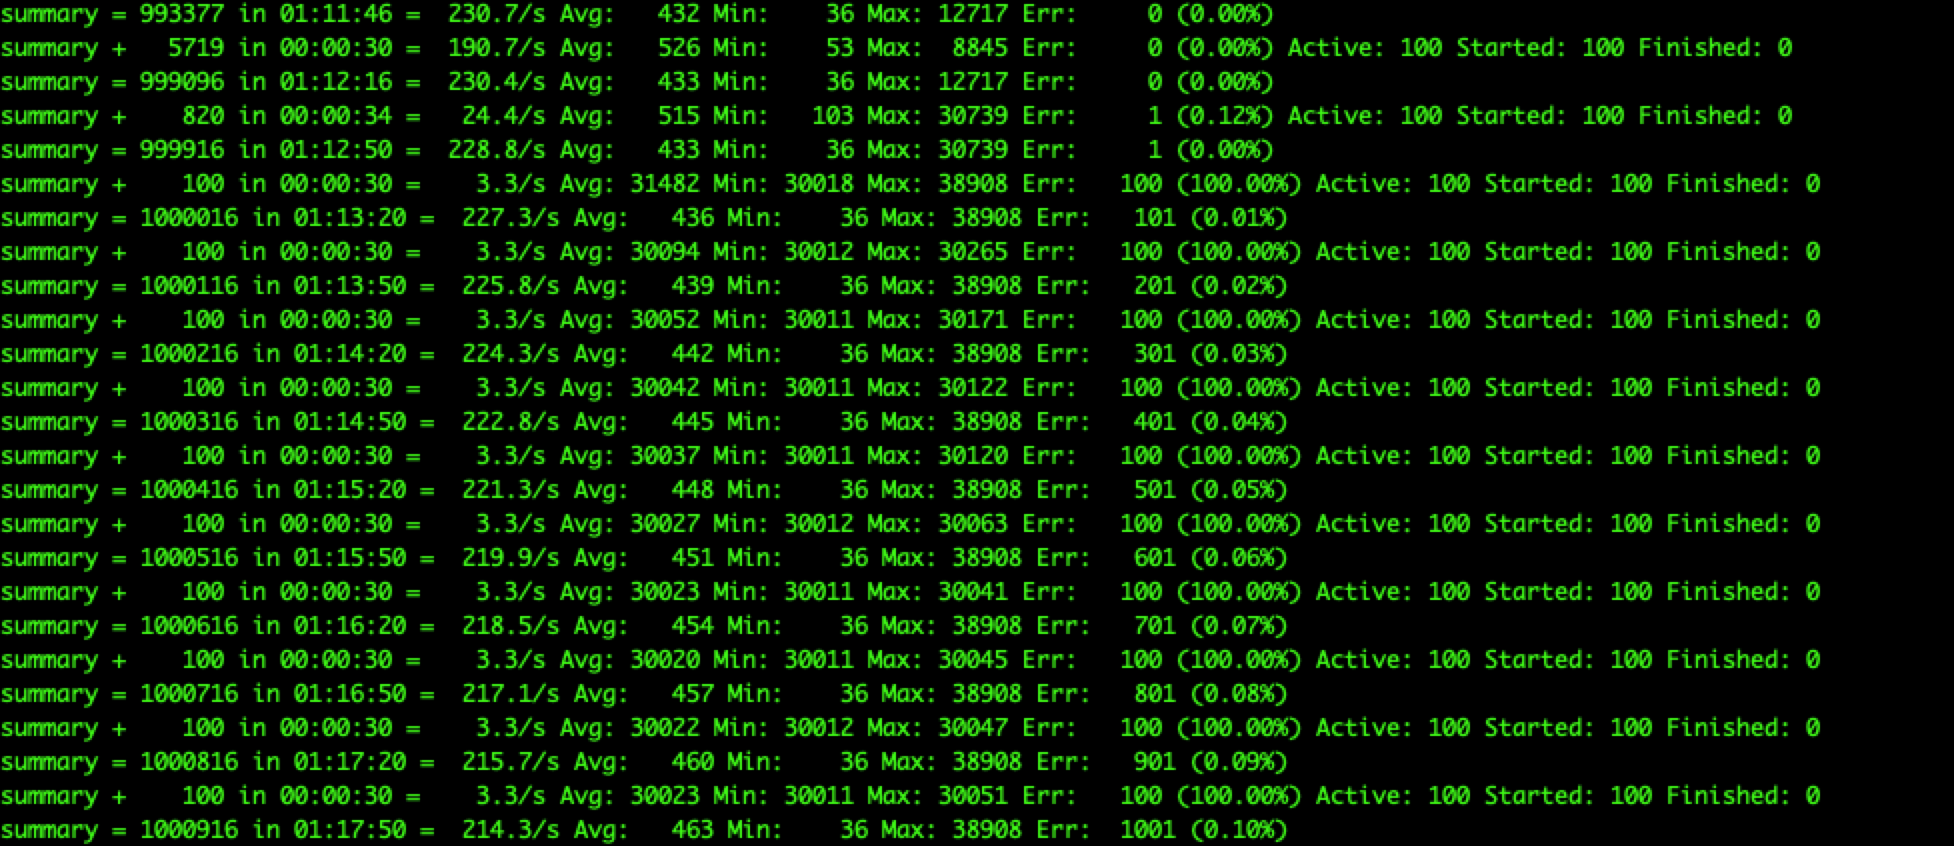 summary = 993377 in 01:11:46 = 230.7/s Avg: 432 Min: 36 Max: 12717 Err: 0 (0.00%)
summary + 5719 in 00:00:30 = 190.7/s Avg: 526 Min: 53 Max: 8845 Err: 0 (0.00%) Active: 100 Started: 100 Finished: 0
summary = 999096 in 01:12:16 = 230.4/s Avg: 433 Min: 36 Max: 12717 Err: 0 (0.00%)
summary + 820 in 00:00:34 = 24.4/s Avg: 515 Min: 103 Max: 30739 Err: 1 (0.12%) Active: 100 Started: 100 Finished: 0
summary = 999916 in 01:12:50 = 228.8/s Avg: 433 Min: 36 Max: 30739 Err: 1 (0.00%)
summary + 100 in 00:00:30 = 3.3/s Avg: 31482 Min: 30018 Max: 38908 Err: 100 (100.00%) Active: 100 Started: 100 Finished: 0
summary = 1000016 in 01:13:20 = 227.3/s Avg: 436 Min: 36 Max: 38908 Err: 101 (0.01%)
summary + 100 in 00:00:30 = 3.3/s Avg: 30094 Min: 30012 Max: 30265 Err: 100 (100.00%) Active: 100 Started: 100 Finished: 0
summary = 1000116 in 01:13:50 = 225.8/s Avg: 439 Min: 36 Max: 38908 Err: 201 (0.02%)
summary + 100 in 00:00:30 = 3.3/s Avg: 30052 Min: 30011 Max: 30171 Err: 100 (100.00%) Active: 100 Started: 100 Finished: 0
summary = 1000216 in 01:14:20 = 224.3/s Avg: 442 Min: 36 Max: 38908 Err: 301 (0.03%)
summary + 100 in 00:00:30 = 3.3/s Avg: 30042 Min: 30011 Max: 30122 Err: 100 (100.00%) Active: 100 Started: 100 Finished: 0
summary = 1000316 in 01:14:50 = 222.8/s Avg: 445 Min: 36 Max: 38908 Err: 401 (0.04%)
summary + 100 in 00:00:30 = 3.3/s Avg: 30037 Min: 30011 Max: 30120 Err: 100 (100.00%) Active: 100 Started: 100 Finished: 0
summary = 1000416 in 01:15:20 = 221.3/s Avg: 448 Min: 36 Max: 38908 Err: 501 (0.05%)
summary + 100 in 00:00:30 = 3.3/s Avg: 30027 Min: 30012 Max: 30063 Err: 100 (100.00%) Active: 100 Started: 100 Finished: 0
summary = 1000516 in 01:15:50 = 219.9/s Avg: 451 Min: 36 Max: 38908 Err: 601 (0.06%)
summary + 100 in 00:00:30 = 3.3/s Avg: 30023 Min: 30011 Max: 30041 Err: 100 (100.00%) Active: 100 Started: 100 Finished: 0
summary = 1000616 in 01:16:20 = 218.5/s Avg: 454 Min: 36 Max: 38908 Err: 701 (0.07%)
summary + 100 in 00:00:30 = 3.3/s Avg: 30020 Min: 30011 Max: 30045 Err: 100 (100.00%) Active: 100 Started: 100 Finished: 0
summary = 1000716 in 01:16:50 = 217.1/s Avg: 457 Min: 36 Max: 38908 Err: 801 (0.08%)
summary + 100 in 00:00:30 = 3.3/s Avg: 30022 Min: 30012 Max: 30047 Err: 100 (100.00%) Active: 100 Started: 100 Finished: 0
summary = 1000816 in 01:17:20 = 215.7/s Avg: 460 Min: 36 Max: 38908 Err: 901 (0.09%)
summary + 100 in 00:00:30 = 3.3/s Avg: 30023 Min: 30011 Max: 30051 Err: 100 (100.00%) Active: 100 Started: 100 Finished: 0
summary = 1000916 in 01:17:50 = 214.3/s Avg: 463 Min: 36 Max: 38908 Err: 1001 (0.10%)